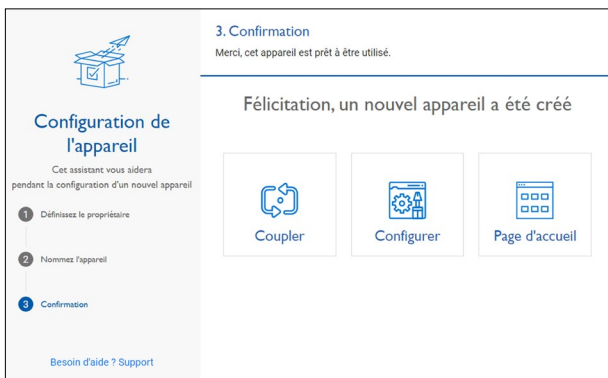 Configuration de
l'appareil
Cet assistant vous aidera
pendant la configuration d'un nouvel appareil
1 Définissez le propriétaire
2 Nommez l'appareil
3 Confirmation
Besoin d'aide ? Support
3. Confirmation
Merci, cet appareil est prêt à être utilisé.
Félicitation, un nouvel appareil a été créé
Coupler
Configurer
Page d'accueil